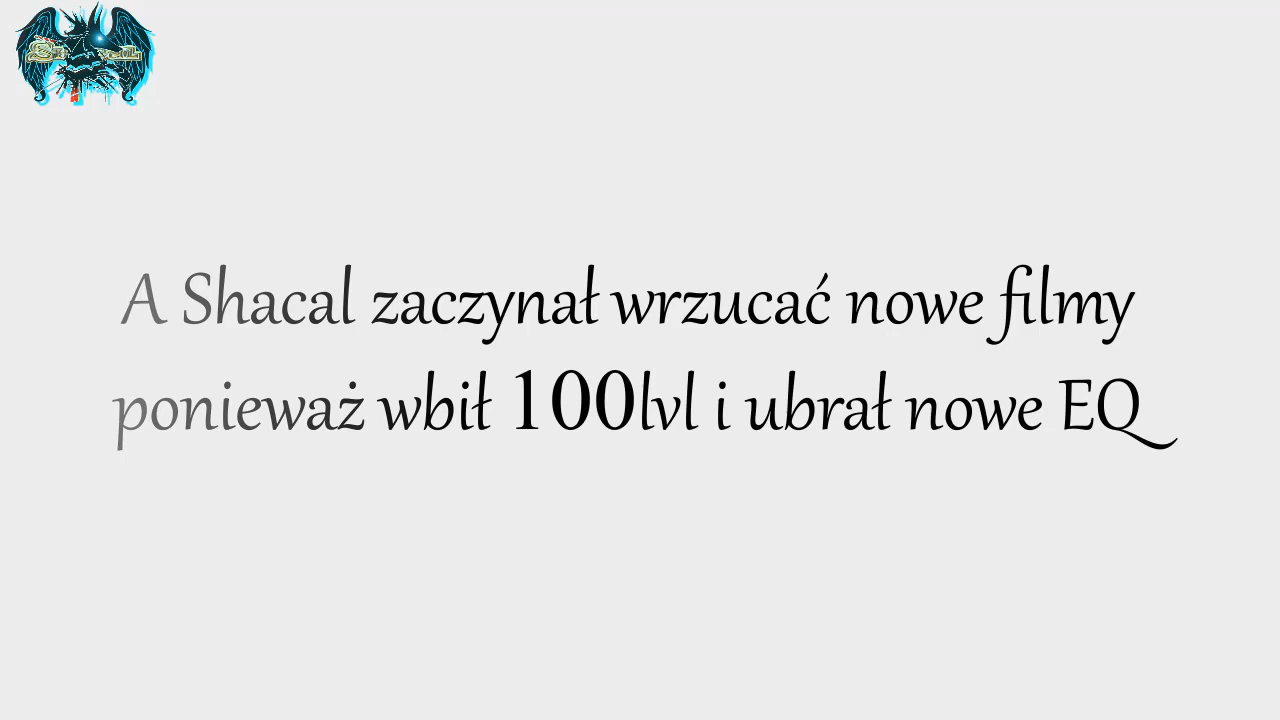 A Shacal zaczynał wrzucać nowe filmy
ponieważ wbił 100lvl i ubrał nowe EQ